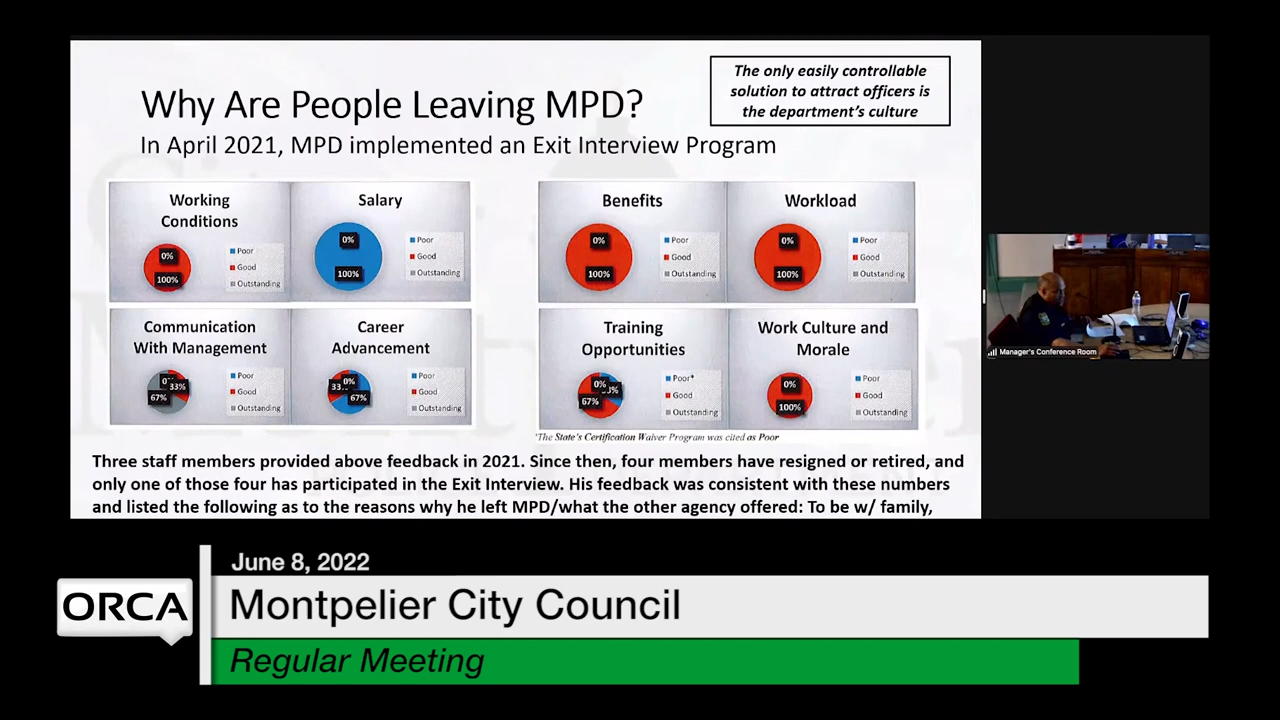 The only easily controllable
solution to attract officers is
the department's culture
Why Are People Leaving MPD?
In April 2021, MPD implemented an Exit Interview Program
Working
Conditions
0%
100%
Poor
Good
Outstanding
Salary
0%
100%
Poor
Good
Outstanding
Benefits
0%
100%
Poor
Good
Outstanding
Workload
0%
100%
Poor
Good
Outstanding
Communication
With Management
33%
67%
Poor
Good
Outstanding
Career
Advancement
0%
67%
Poor
Good
Outstanding
Training
Opportunities
0%
67%
Poor*
Good
Outstanding
Work Culture and
Morale
0%
100%
Poor
Good
Outstanding
*The State's Certification Waiver Program was cited as Poor
Three staff members provided above feedback in 2021. Since then, four members have resigned or retired, and
only one of those four has participated in the Exit Interview. His feedback was consistent with these numbers
and listed the following as to the reasons why he left MPD/what the other agency offered: To be w/ family,
Manager's Conference Room
June 8, 2022
ORCA
Montpelier City Council
Regular Meeting